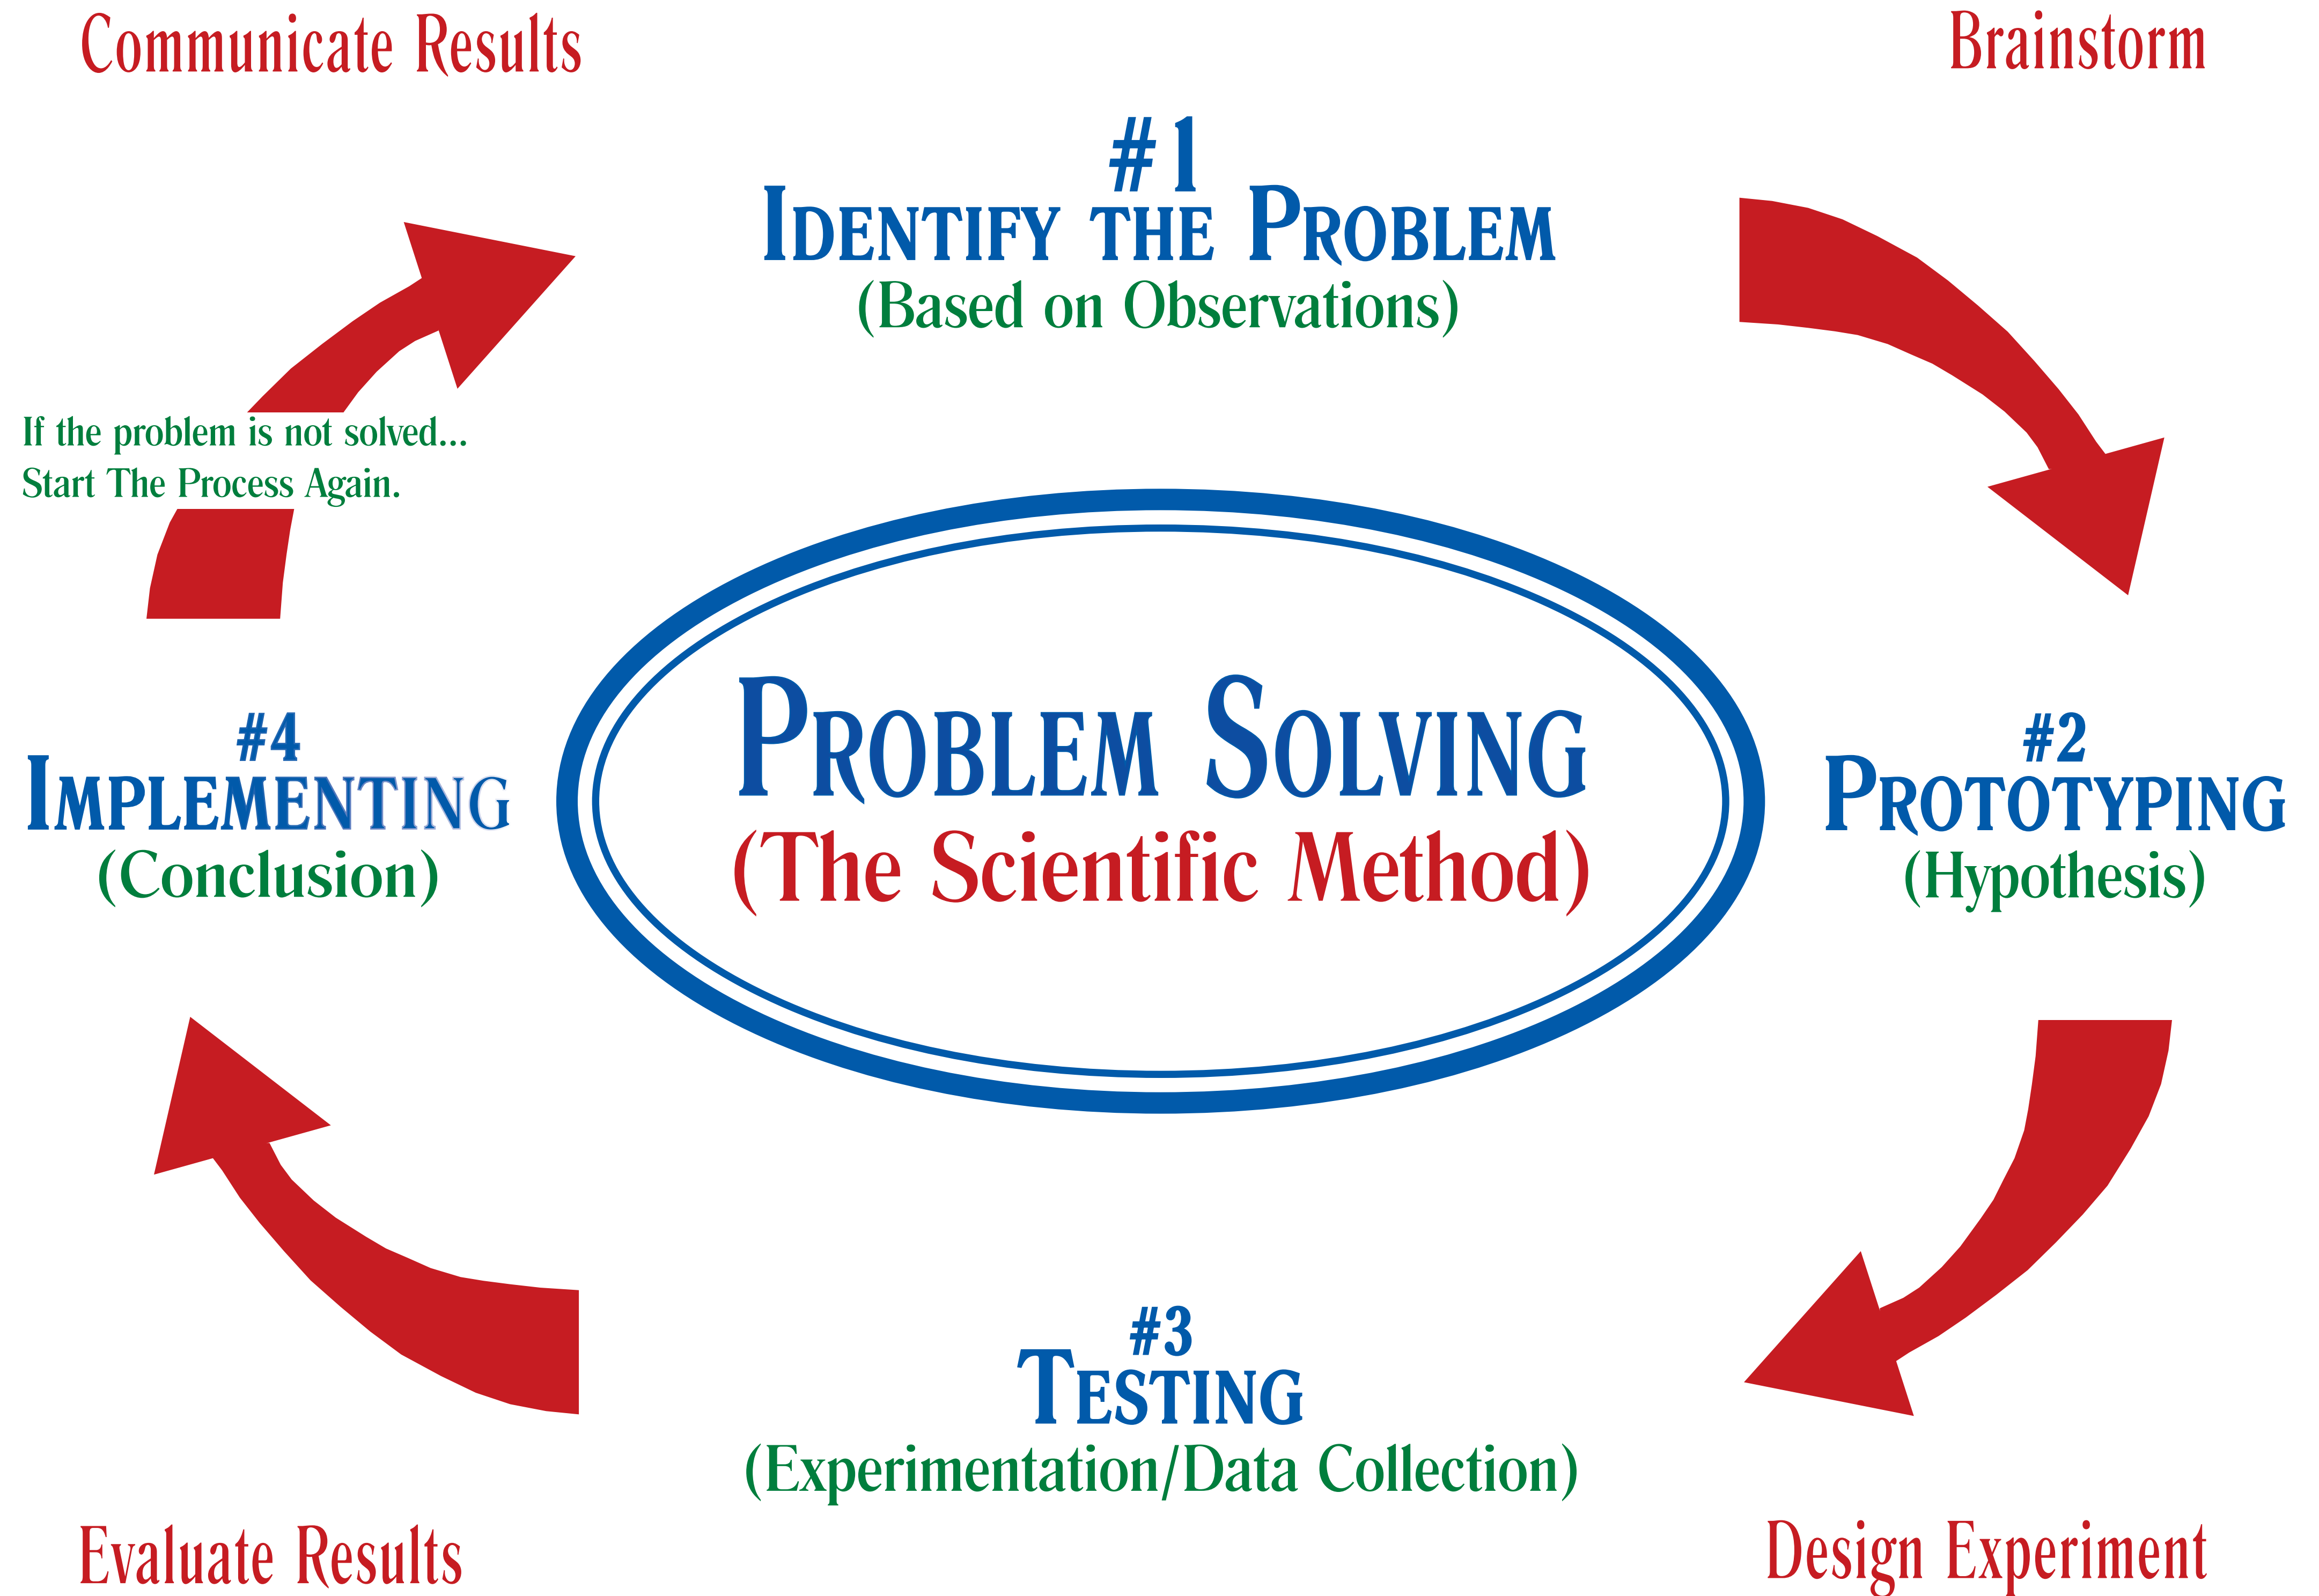 Communicate Results
Brainstorm
#1
Identify the Problem
(Based on Observations)
If the problem is not solved...
Start The Process Again.
Problem Solving
(The Scientific Method)
#4
Implementing
(Conclusion)
#2
Prototyping
(Hypothesis)
#3
Testing
(Experimentation/Data Collection)
Evaluate Results
Design Experiment